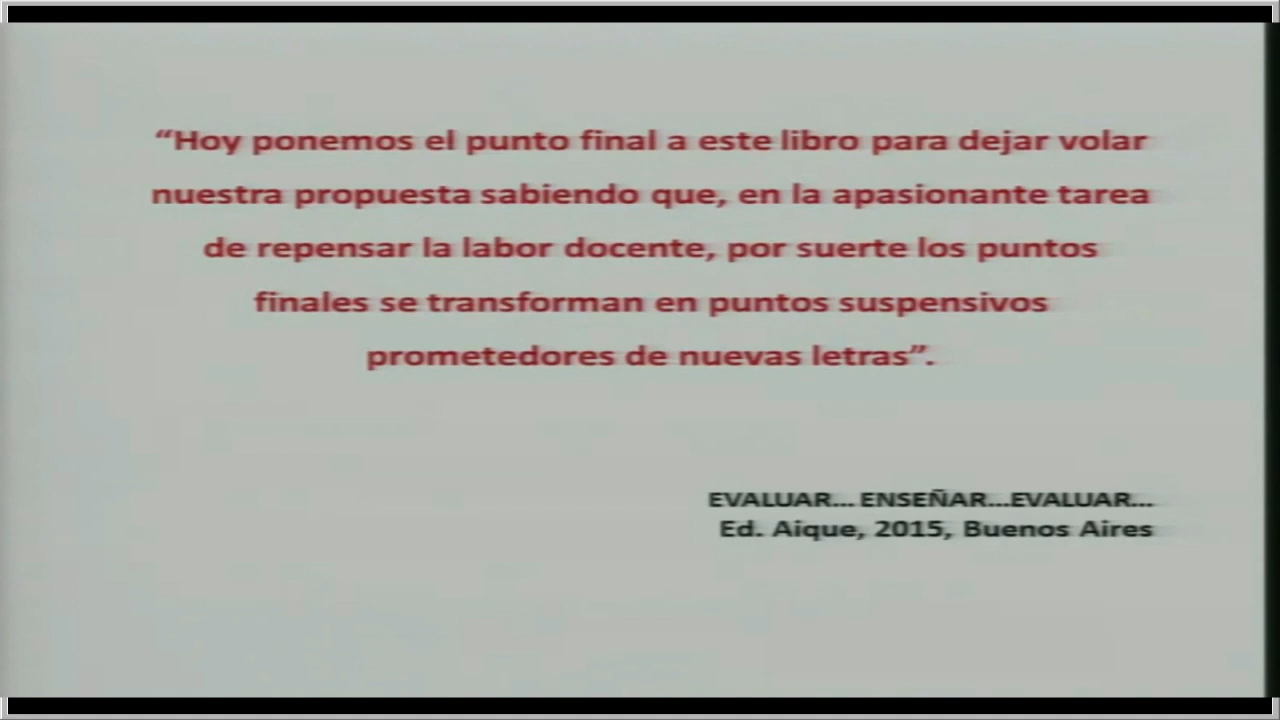 “Hoy ponemos el punto final a este libro para dejar volar
nuestra propuesta sabiendo que, en la apasionante tarea
de repensar la labor docente, por suerte los puntos
finales se transforman en puntos suspensivos
prometedores de nuevas letras”.
EVALUAR... ENSEÑAR...EVALUAR...
Ed. Aique, 2015, Buenos Aires